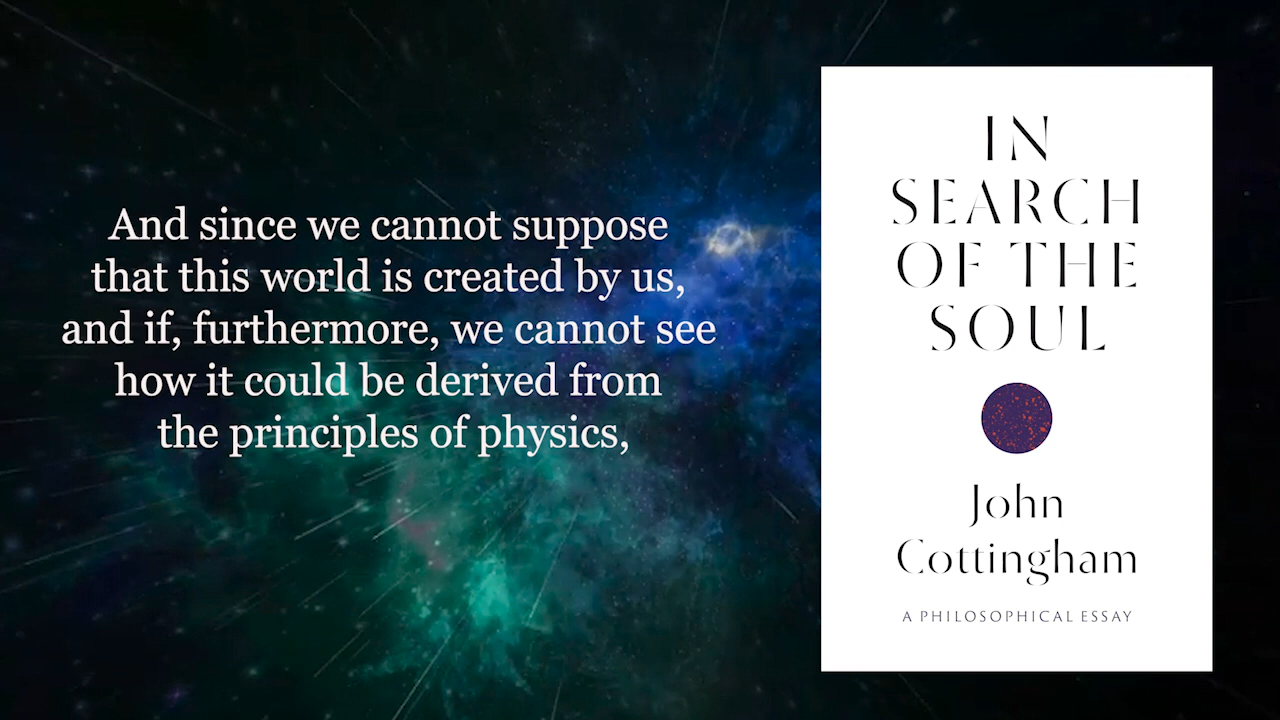 And since we cannot suppose
that this world is created by us,
and if, furthermore, we cannot see
how it could be derived from
the principles of physics,
IN
SEARCH
OF THE
SOUL
John
Cottingham
A PHILOSOPHICAL ESSAY